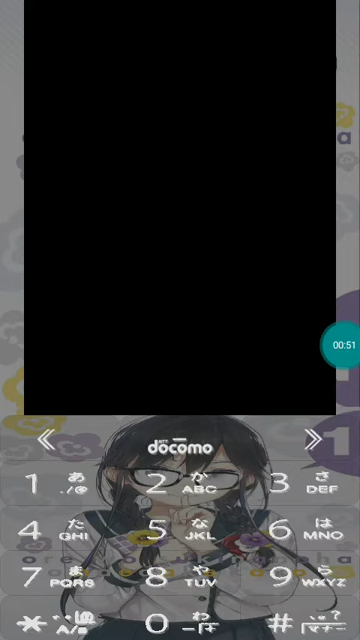 a
00:51
NTT
docomo
1 あ ./@ 2 か ABC 3 さ DEF
4 た GHI 5 な JKL 6 は MNO
7 ま PQRS 8 や TUV 9 ら WXYZ
* A/a 0 わ #